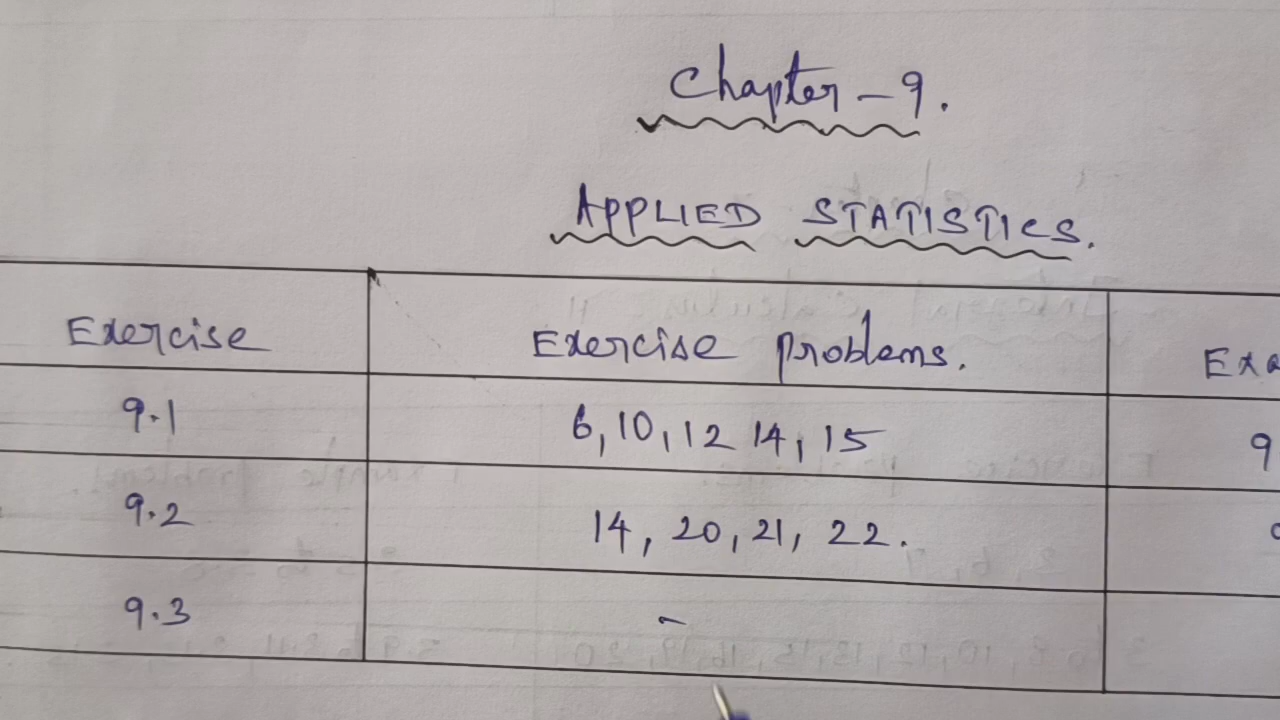 Chapter - 9.
APPLIED STATISTICS.
Exercise Exercise problems.
9.1 6, 10, 12 14, 15 9
9.2 14, 20, 21, 22.
9.3 -